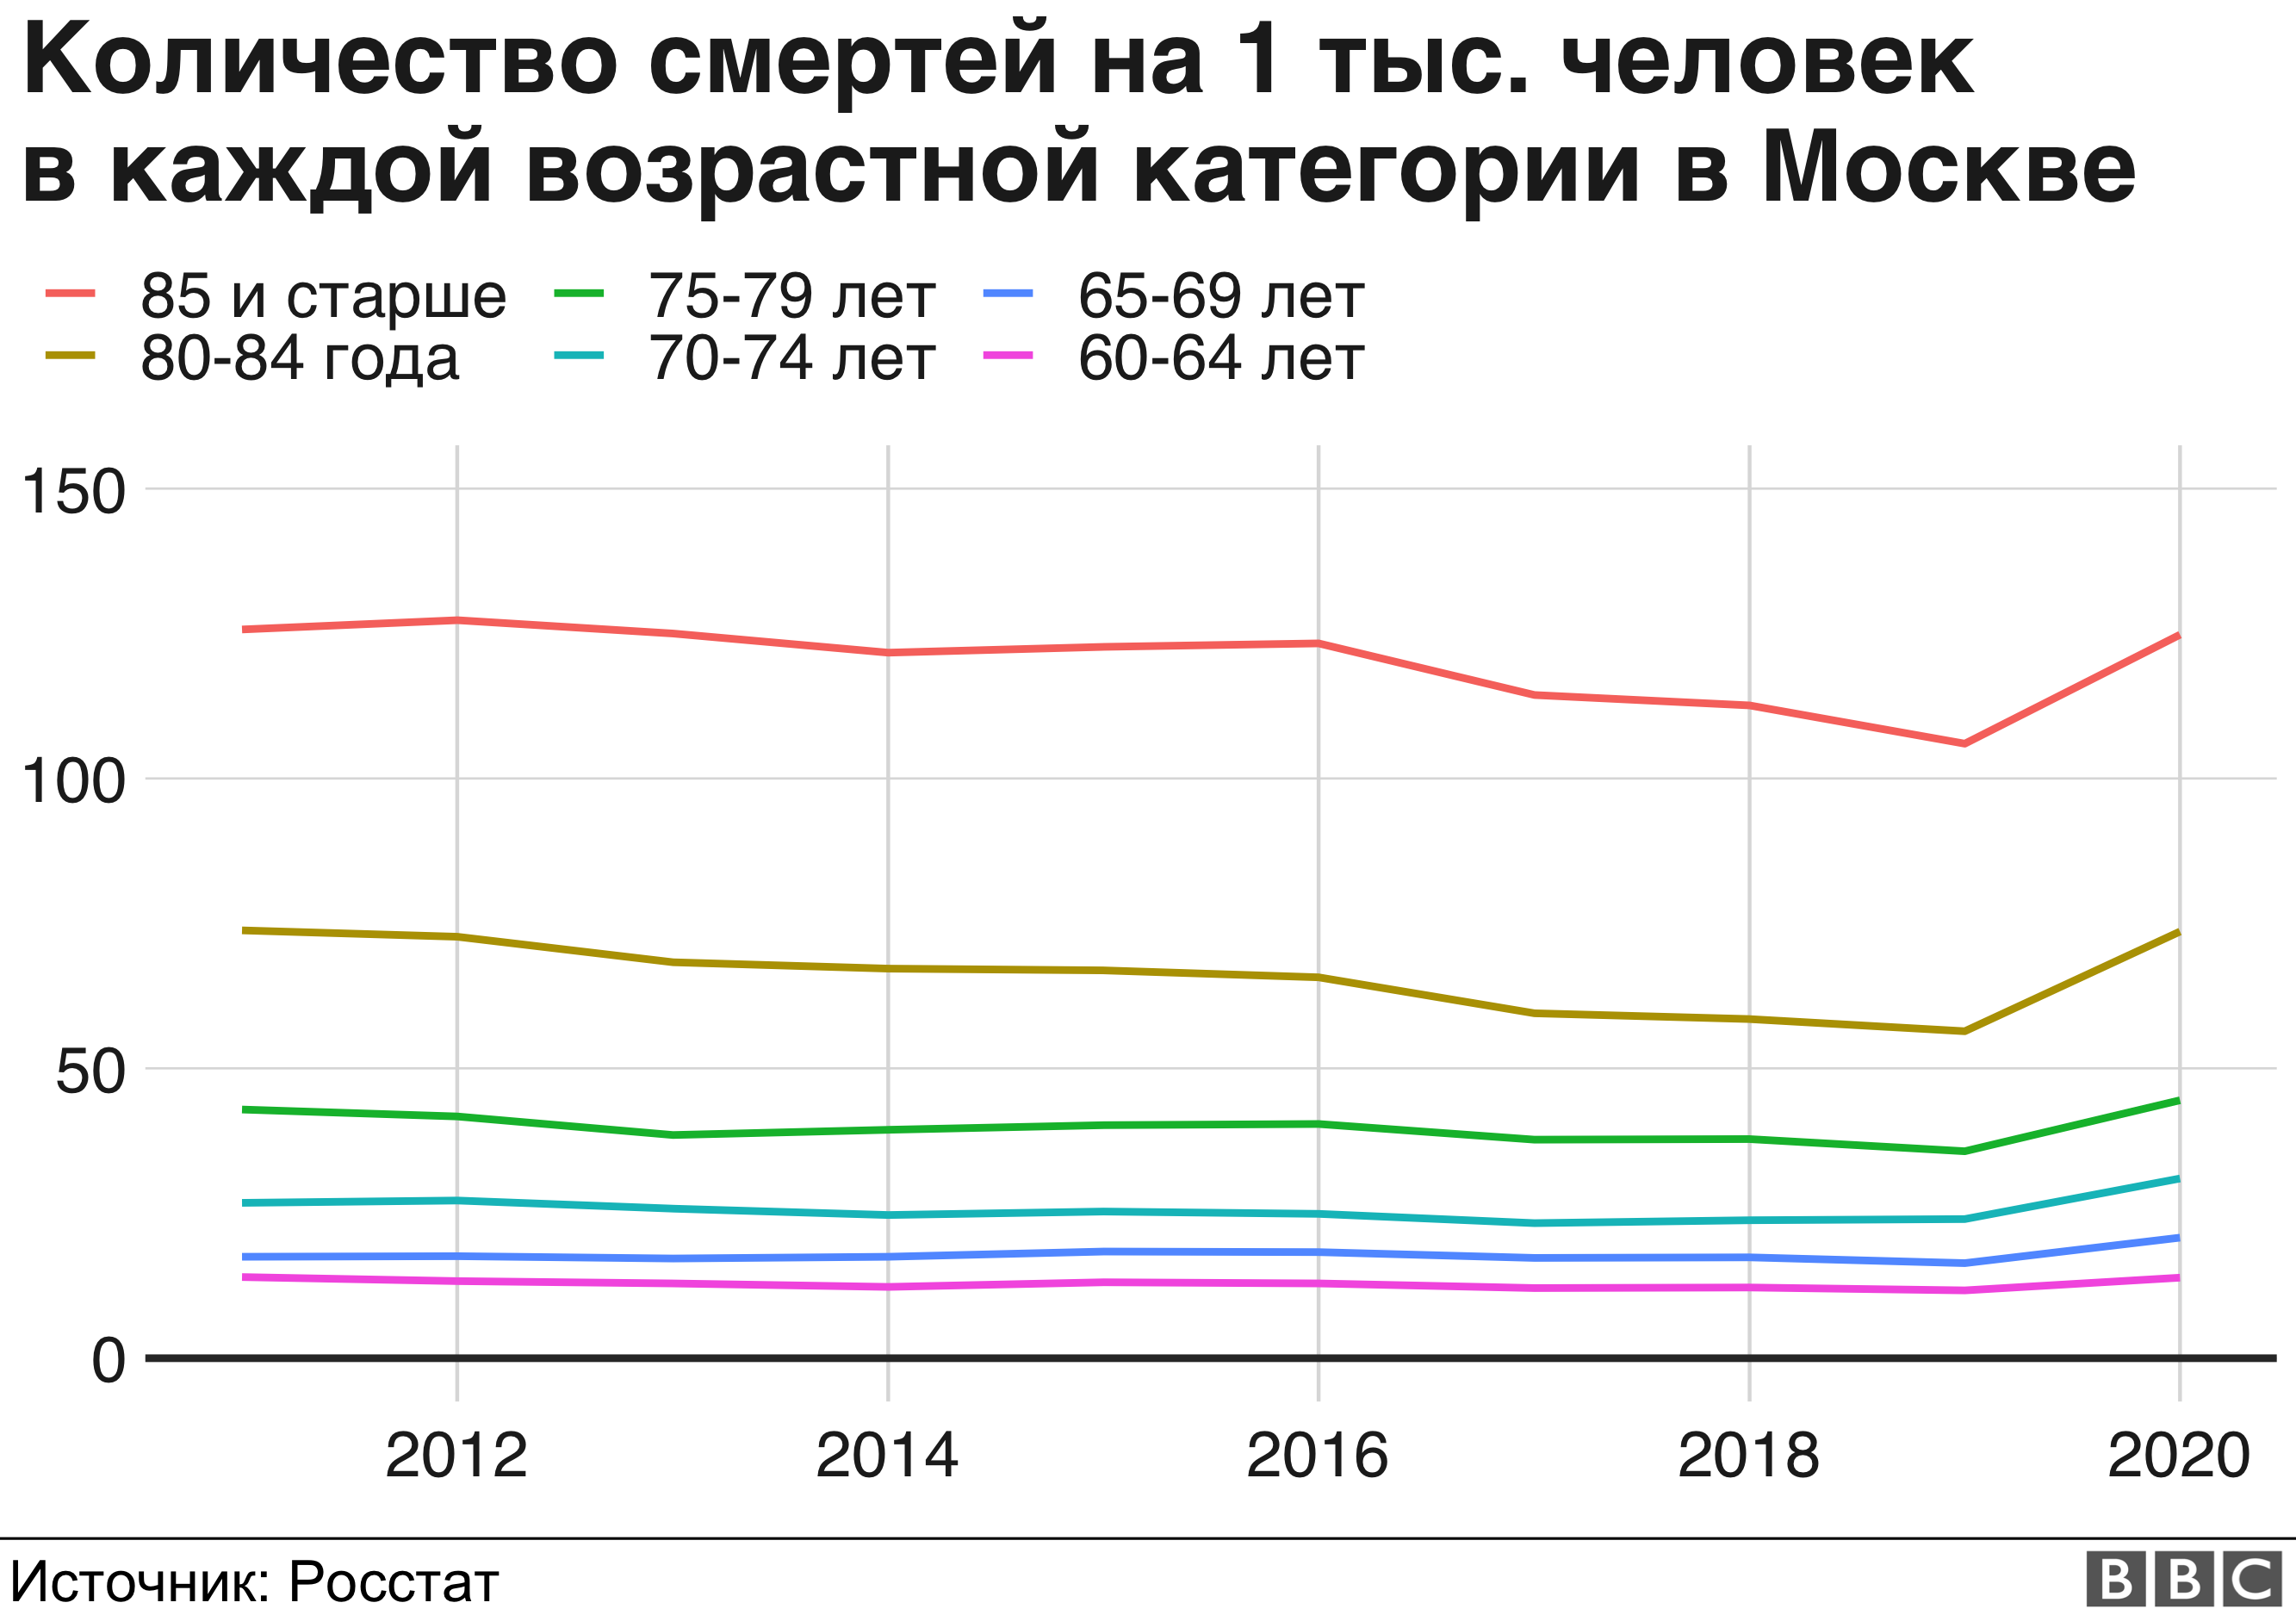 Количество смертей на 1 тыс. человек
в каждой возрастной категории в Москве
85 и старше 75-79 лет 65-69 лет
80-84 года 70-74 лет 60-64 лет
150
100
50
0
2012 2014 2016 2018 2020
Источник: Росстат BBC